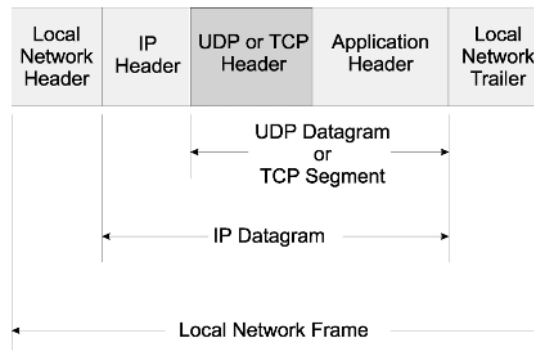 Local
Network
Header
IP
Header
UDP or TCP
Header
Application
Header
Local
Network
Trailer
UDP Datagram
or
TCP Segment
IP Datagram
Local Network Frame